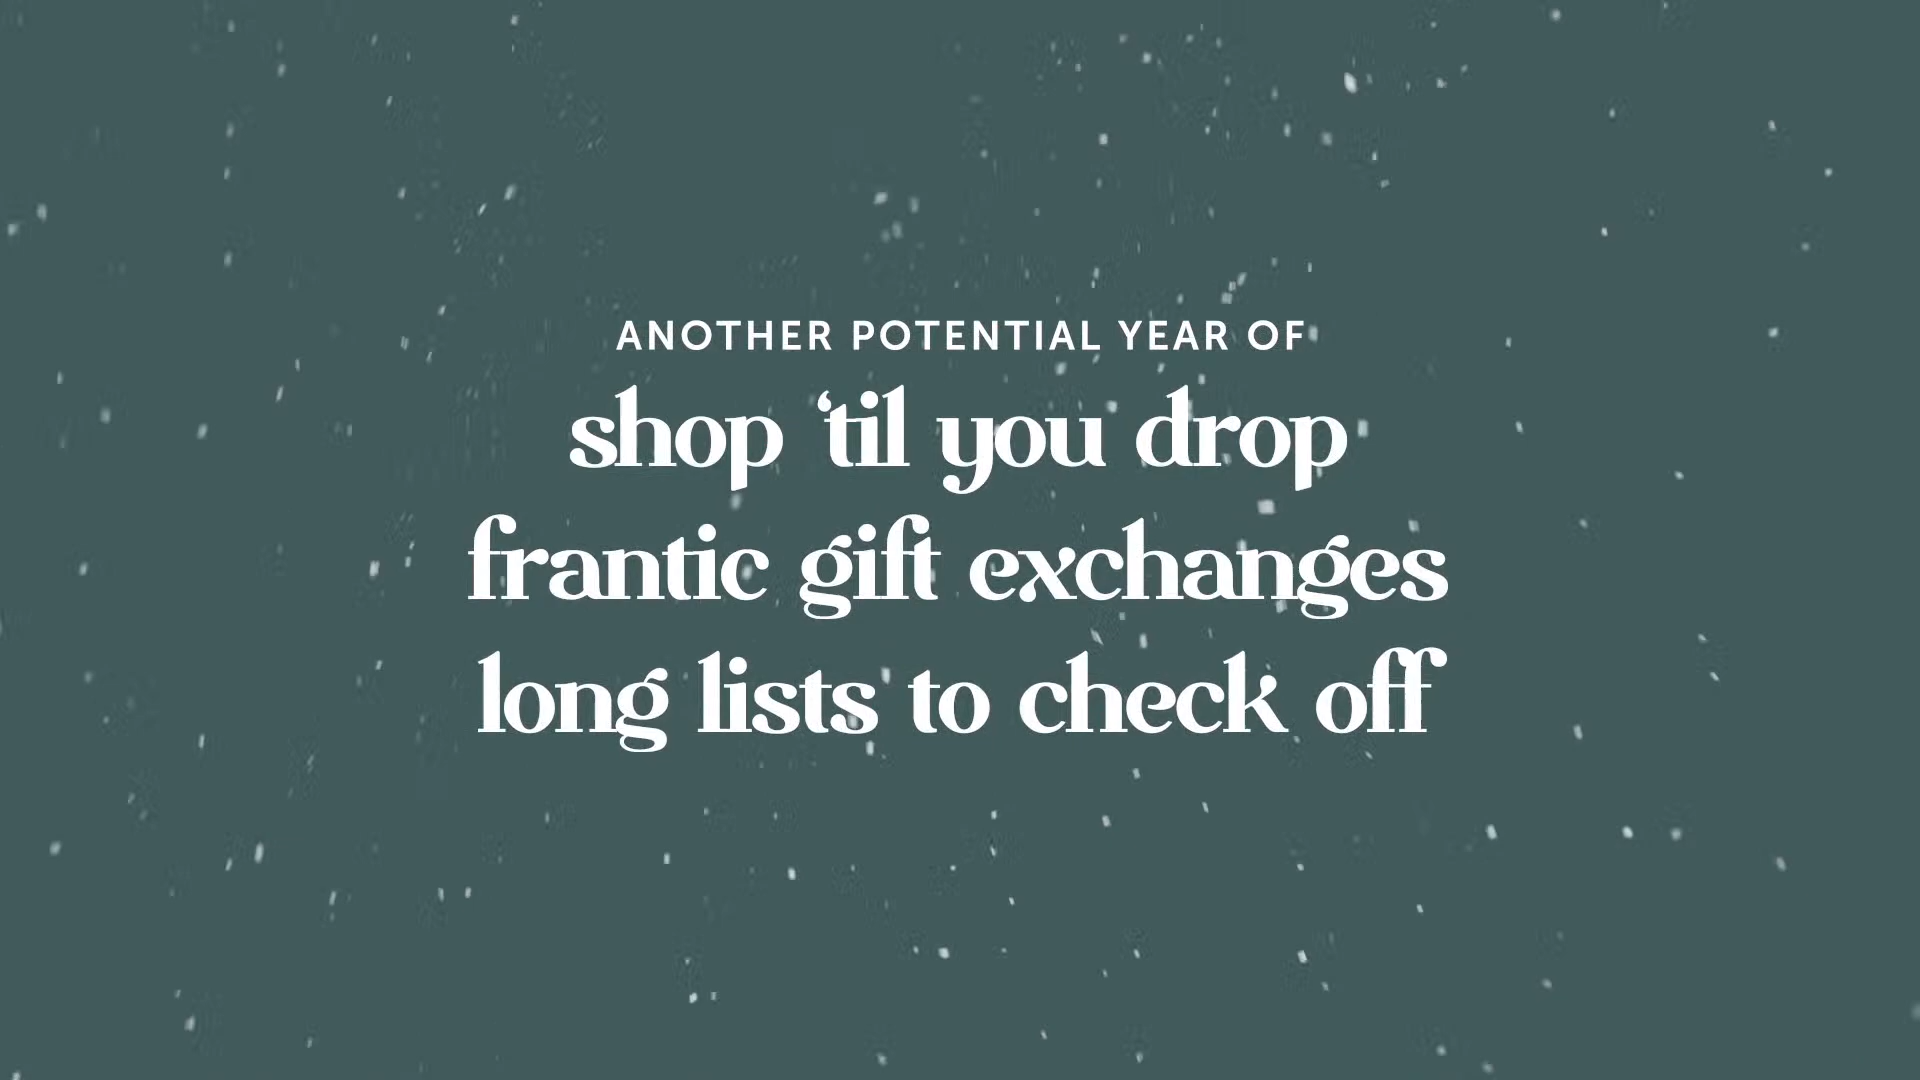 ANOTHER POTENTIAL YEAR OF
shop ‘til you drop
frantic gift exchanges
long lists to check off